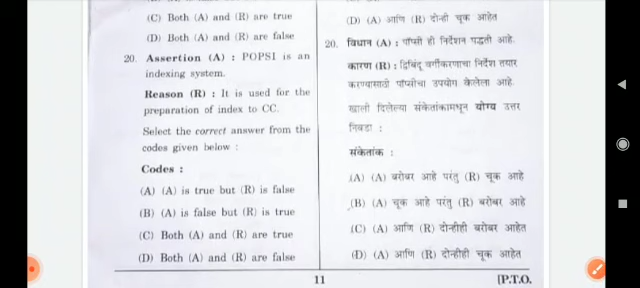 (C) Both (A) and (R) are true
(D) Both (A) and (R) are false
20. Assertion (A) : POPSI is an
indexing system.
Reason (R) : It is used for the
preparation of index to CC.
Select the correct answer from the
codes given below :
Codes :
(A) (A) is true but (R) is false
(B) (A) is false but (R) is true
(C) Both (A) and (R) are true
(D) Both (A) and (R) are false
(D) (A) आणि (R) दोन्ही चूक आहेत
20. विधान (A) : पॉप्सी ही निर्देशन पद्धती आहे.
कारण (R) : द्विबिंदू वर्गीकरणाचा निर्देश तयार
करण्यासाठी पॉप्सीचा उपयोग केलेला आहे.
खाली दिलेल्या संकेतांकामधून योग्य उत्तर
निवडा :
संकेतांक :
(A) (A) बरोबर आहे परंतु (R) चूक आहे
(B) (A) चूक आहे परंतु (R) बरोबर आहे
(C) (A) आणि (R) दोन्हीही बरोबर आहेत
(D) (A) आणि (R) दोन्हीही चूक आहेत
11
[P.T.O.